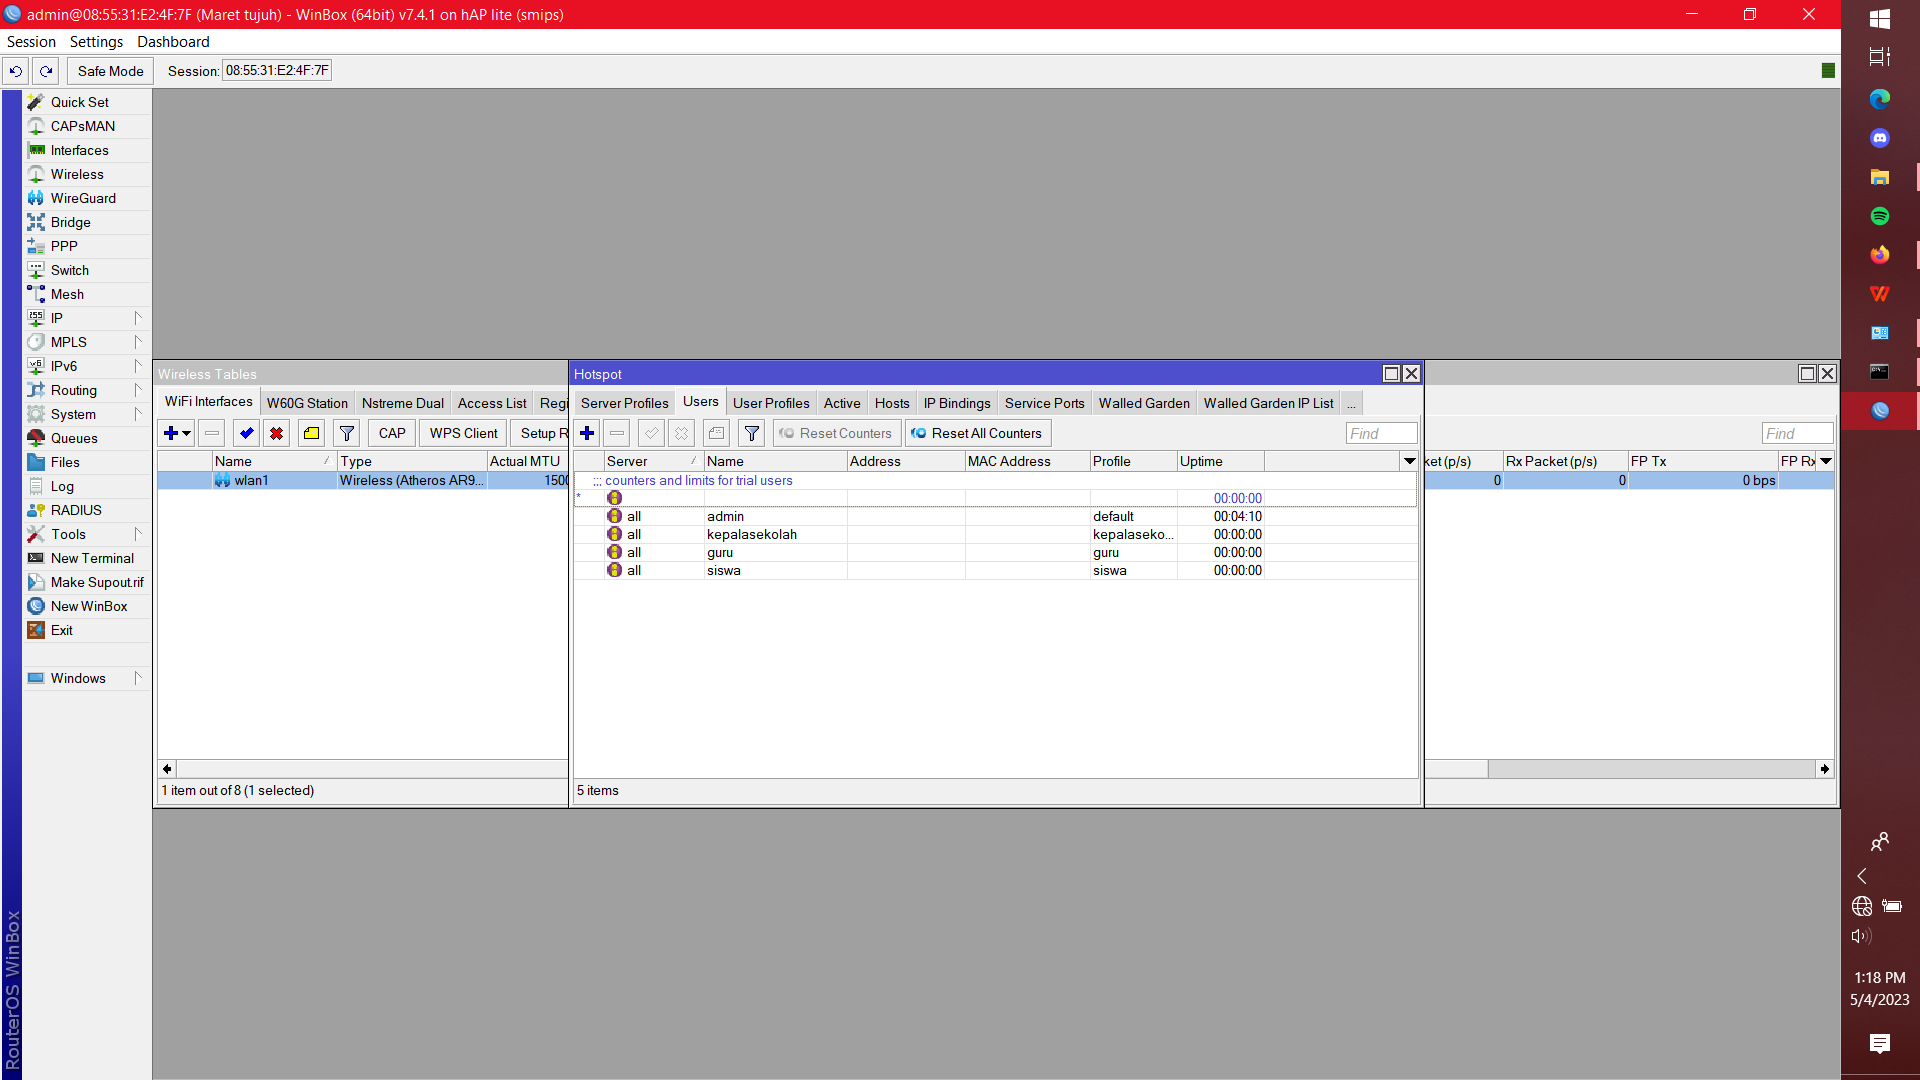 admin@08:55:31:E2:4F:7F (Maret tujuh) - WinBox (64bit) v7.4.1 on hAP lite (smips)
Session Settings Dashboard
Safe Mode Session: 08:55:31:E2:4F:7F
Quick Set
CAPsMAN
Interfaces
Wireless
WireGuard
Bridge
PPP
Switch
Mesh
IP
MPLS
IPv6
Routing
System
Queues
Files
Log
RADIUS
Tools
New Terminal
Make Supout.rif
New WinBox
Exit
Windows
RouterOS WinBox
Wireless Tables
WiFi Interfaces W60G Station Nstreme Dual Access List Regi
CAP WPS Client Setup R
Name Type Actual MTU
wlan1 Wireless (Atheros AR9... 1500
1 item out of 8 (1 selected)
Hotspot
Server Profiles Users User Profiles Active Hosts IP Bindings Service Ports Walled Garden Walled Garden IP List ...
Reset Counters Reset All Counters Find
Server Name Address MAC Address Profile Uptime
;;; counters and limits for trial users
* 00:00:00
all admin default 00:04:10
all kepalasekolah kepalaseko... 00:00:00
all guru guru 00:00:00
all siswa siswa 00:00:00
5 items
Find
ket (p/s) Rx Packet (p/s) FP Tx FP Rx
0 0 0 bps
1:18 PM
5/4/2023